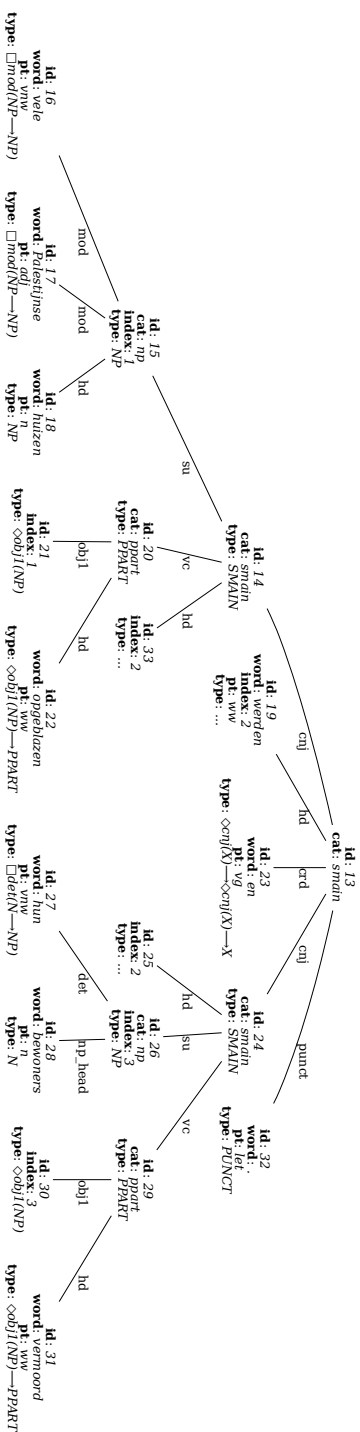 id: 13
cat: smain
cnj
hd
crd
cnj
punct
id: 14
cat: smain
type: SMAIN
id: 19
word: werden
index: 2
pt: ww
type: ...
id: 23
word: en
pt: vg
type: ◇cnj(X)⟶◇cnj(X)⟶X
id: 24
cat: smain
type: SMAIN
id: 32
word: .
pt: let
type: PUNCT
su
vc
hd
hd
su
vc
id: 15
cat: np
index: 1
type: NP
id: 20
cat: ppart
type: PPART
id: 33
index: 2
type: ...
id: 25
index: 2
type: ...
id: 26
cat: np
index: 3
type: NP
id: 29
cat: ppart
type: PPART
mod
mod
hd
obj1
hd
det
np_head
obj1
hd
id: 16
word: vele
pt: vnw
type: □mod(NP⟶NP)
id: 17
word: Palestijnse
pt: adj
type: □mod(NP⟶NP)
id: 18
word: huizen
pt: n
type: NP
id: 21
index: 1
type: ◇obj1(NP)
id: 22
word: opgeblazen
pt: ww
type: ◇obj1(NP)⟶PPART
id: 27
word: hun
pt: vnw
type: □det(N⟶NP)
id: 28
word: bewoners
pt: n
type: N
id: 30
index: 3
type: ◇obj1(NP)
id: 31
word: vermoord
pt: ww
type: ◇obj1(NP)⟶PPART